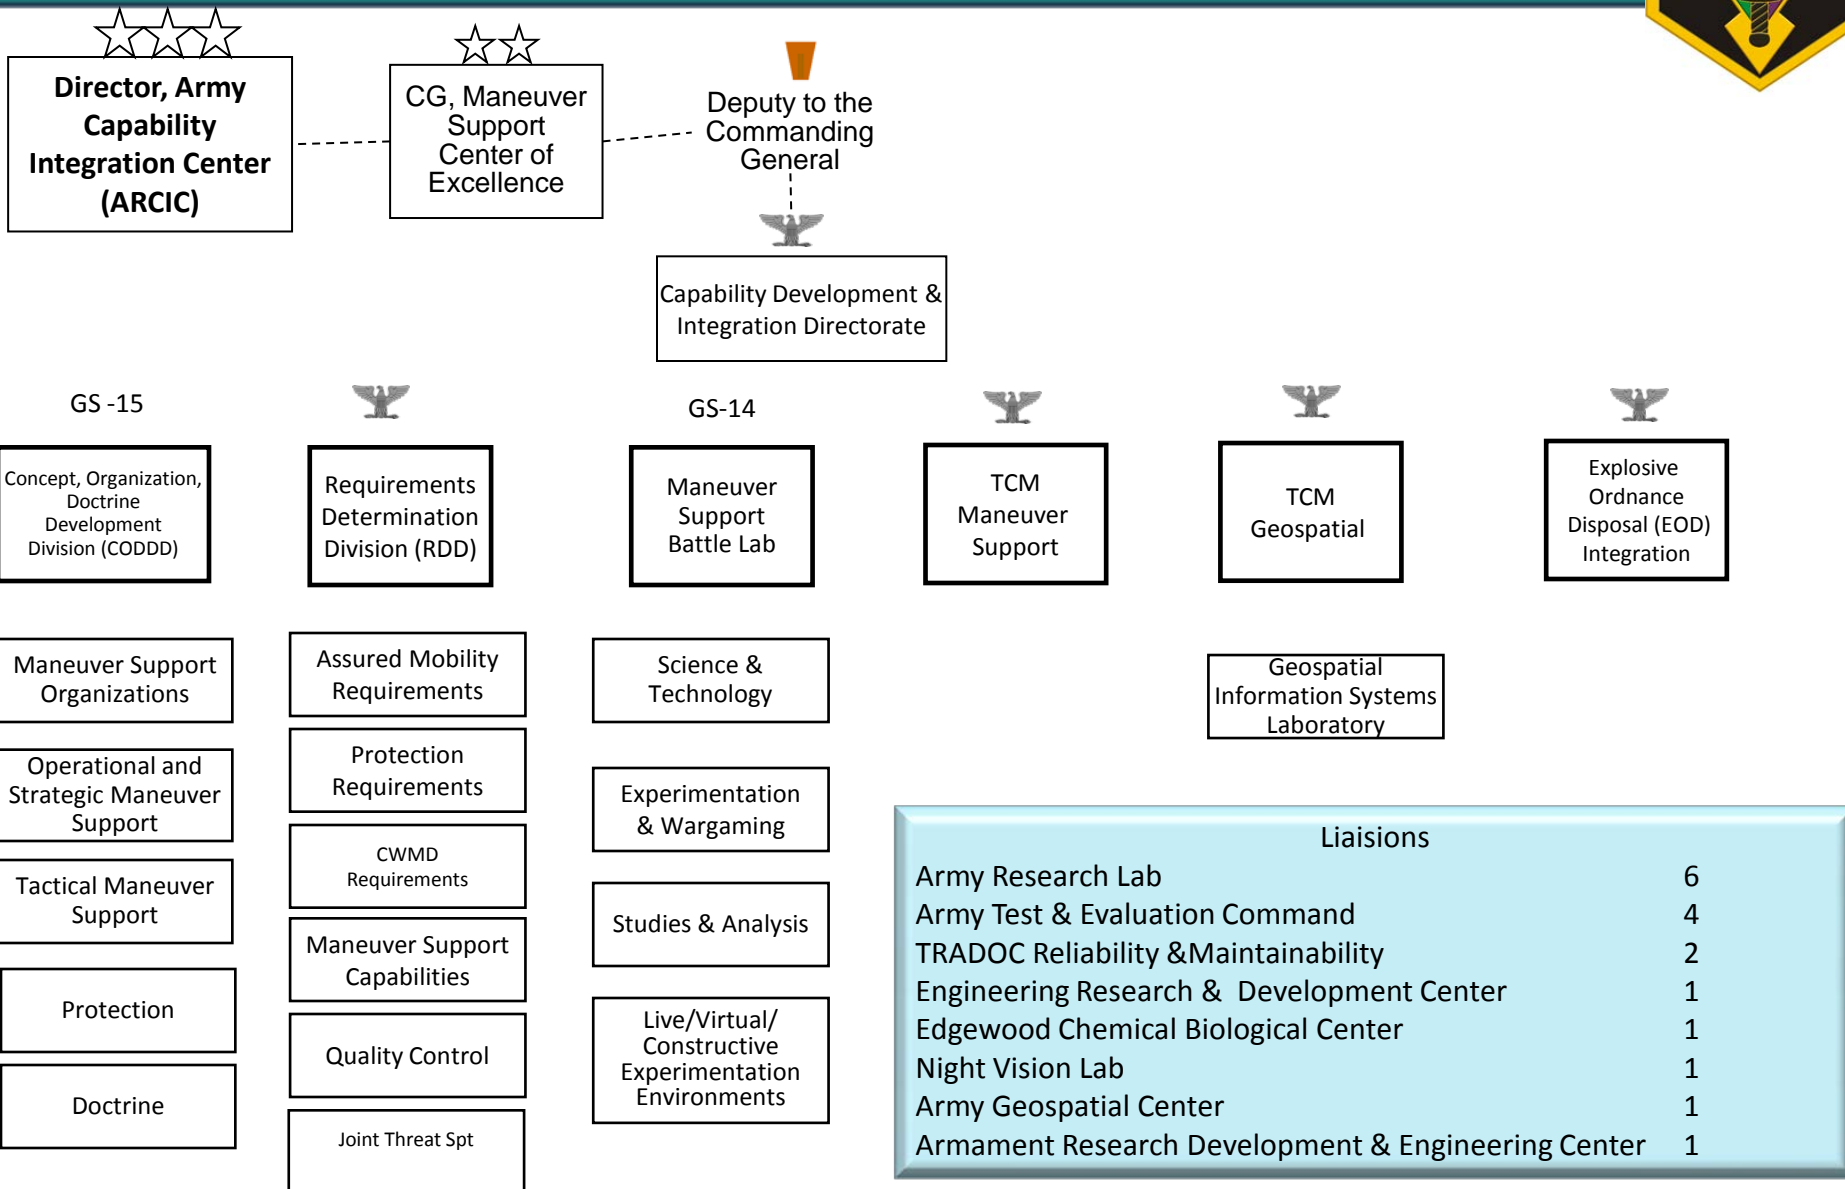 Director, Army
Capability
Integration Center
(ARCIC)
CG, Maneuver
Support
Center of
Excellence
Deputy to the
Commanding
General
Capability Development &
Integration Directorate
GS -15
GS-14
Concept, Organization,
Doctrine
Development
Division (CODDD)
Requirements
Determination
Division (RDD)
Maneuver
Support
Battle Lab
TCM
Maneuver
Support
TCM
Geospatial
Explosive
Ordnance
Disposal (EOD)
Integration
Maneuver Support
Organizations
Operational and
Strategic Maneuver
Support
Tactical Maneuver
Support
Protection
Doctrine
Assured Mobility
Requirements
Protection
Requirements
CWMD
Requirements
Maneuver Support
Capabilities
Quality Control
Joint Threat Spt
Science &
Technology
Experimentation
& Wargaming
Studies & Analysis
Live/Virtual/
Constructive
Experimentation
Environments
Geospatial
Information Systems
Laboratory
Liaisions
Army Research Lab 6
Army Test & Evaluation Command 4
TRADOC Reliability &Maintainability 2
Engineering Research & Development Center 1
Edgewood Chemical Biological Center 1
Night Vision Lab 1
Army Geospatial Center 1
Armament Research Development & Engineering Center 1